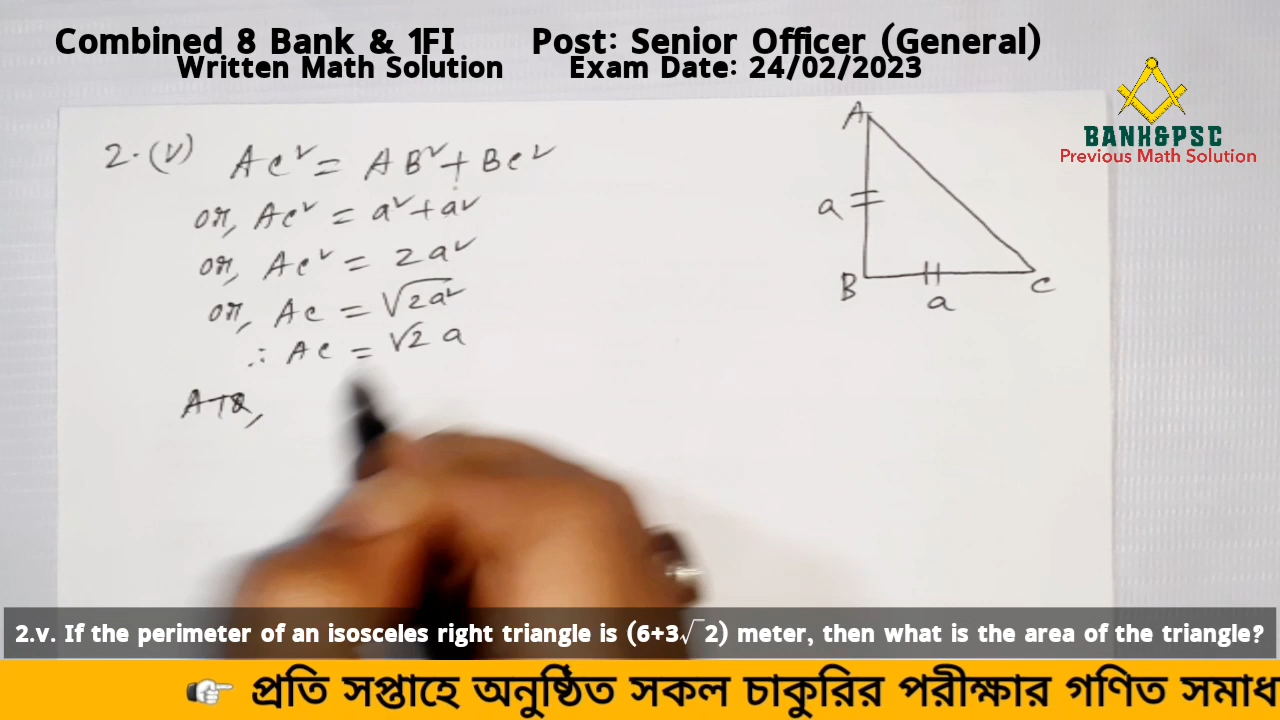 Combined 8 Bank & 1FI Post: Senior Officer (General)
Written Math Solution Exam Date: 24/02/2023
BANK&PSC
Previous Math Solution
2.(v) AC² = AB² + BC²
or, AC² = a² + a²
or, AC² = 2a²
or, AC = √2a²
∴ AC = √2 a
ATQ,
A
a
B
a
C
2.v. If the perimeter of an isosceles right triangle is (6+3√2) meter, then what is the area of the triangle?
প্রতি সপ্তাহে অনুষ্ঠিত সকল চাকুরির পরীক্ষার গণিত সমাধ